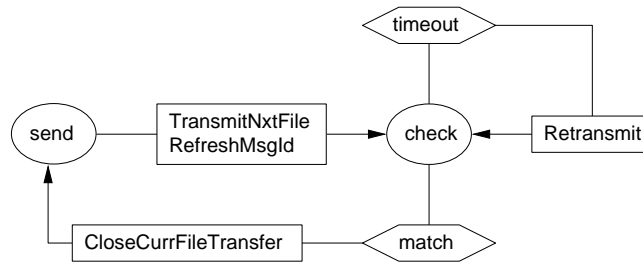 timeout
send
TransmitNxtFile
RefreshMsgId
check
Retransmit
CloseCurrFileTransfer
match